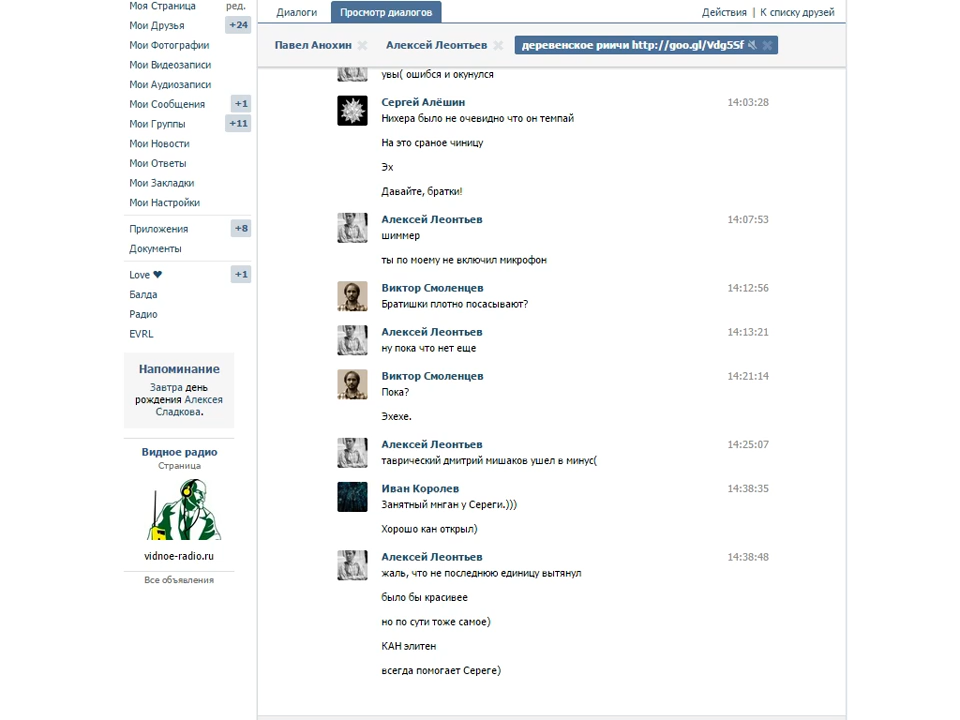 Моя Страница ред.
Мои Друзья +24
Мои Фотографии
Мои Видеозаписи
Мои Аудиозаписи
Мои Сообщения +1
Мои Группы +11
Мои Новости
Мои Ответы
Мои Закладки
Мои Настройки
Приложения +8
Документы
Love ❤ +1
Балда
Радио
EVRL
Напоминание
Завтра день
рождения Алексея
Сладкова.
Видное радио
Страница
vidnoe-radio.ru
Все объявления
Диалоги Просмотр диалогов Действия | К списку друзей
Павел Анохин Алексей Леонтьев деревенское риичи http://goo.gl/Vdg5Sf
увы( ошибся и окунулся
Сергей Алёшин 14:03:28
Нихера было не очевидно что он темпай
На это сраное чиницу
Эх
Давайте, братки!
Алексей Леонтьев 14:07:53
шиммер
ты по моему не включил микрофон
Виктор Смоленцев 14:12:56
Братишки плотно посасывают?
Алексей Леонтьев 14:13:21
ну пока что нет еще
Виктор Смоленцев 14:21:14
Пока?
Эхехе.
Алексей Леонтьев 14:25:07
таврический дмитрий мишаков ушел в минус(
Иван Королев 14:38:35
Занятный мнган у Сереги.)))
Хорошо кан открыл)
Алексей Леонтьев 14:38:48
жаль, что не последнюю единицу вытянул
было бы красивее
но по сути тоже самое)
КАН элитен
всегда помогает Сереге)